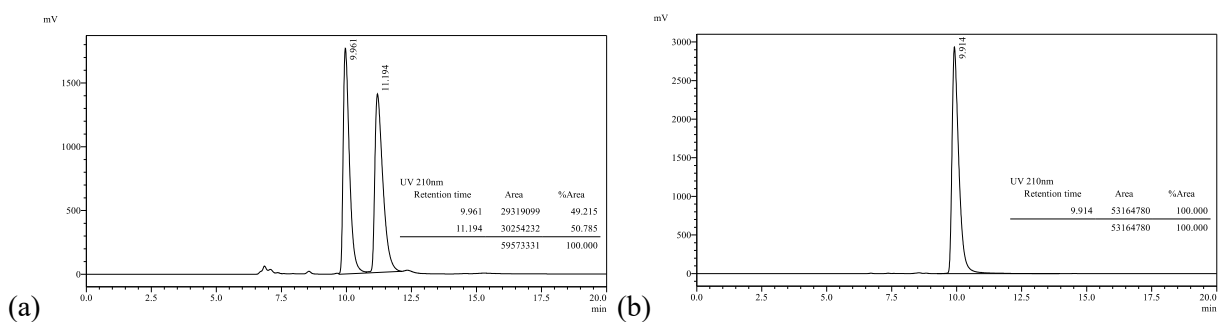 mV
9.961
11.194
1500
1000
500
0
UV 210nm
Retention time Area %Area
9.961 29319099 49.215
11.194 30254232 50.785
59573331 100.000
0.0 2.5 5.0 7.5 10.0 12.5 15.0 17.5 20.0
min
(a)
mV
9.914
3000
2500
2000
1500
1000
500
0
UV 210nm
Retention time Area %Area
9.914 53164780 100.000
53164780 100.000
0.0 2.5 5.0 7.5 10.0 12.5 15.0 17.5 20.0
min
(b)